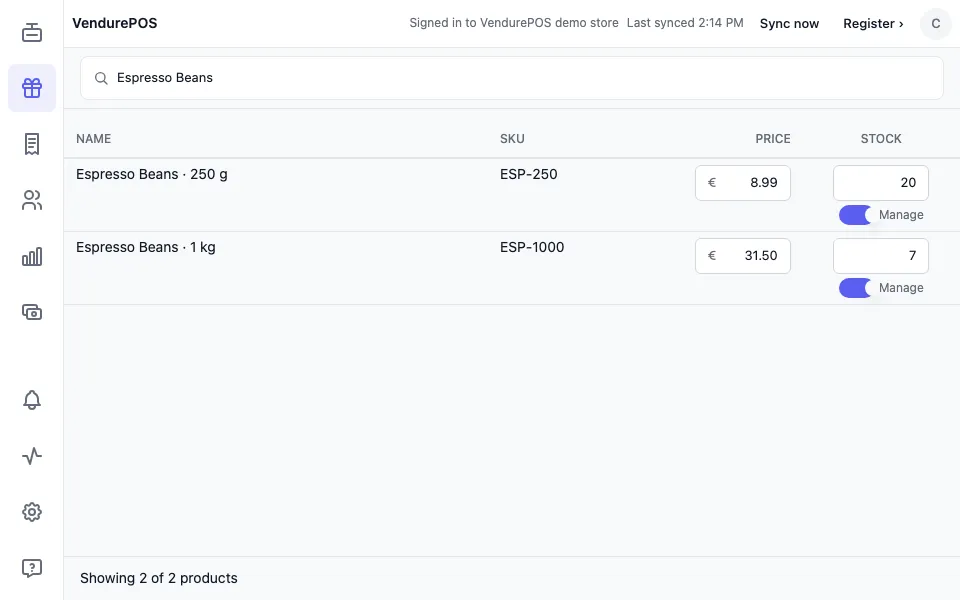 VendurePOS
Signed in to VendurePOS demo store Last synced 2:14 PM Sync now Register › C
Espresso Beans
NAME SKU PRICE STOCK
Espresso Beans · 250 g ESP-250 € 8.99 20
Manage
Espresso Beans · 1 kg ESP-1000 € 31.50 7
Manage
Showing 2 of 2 products